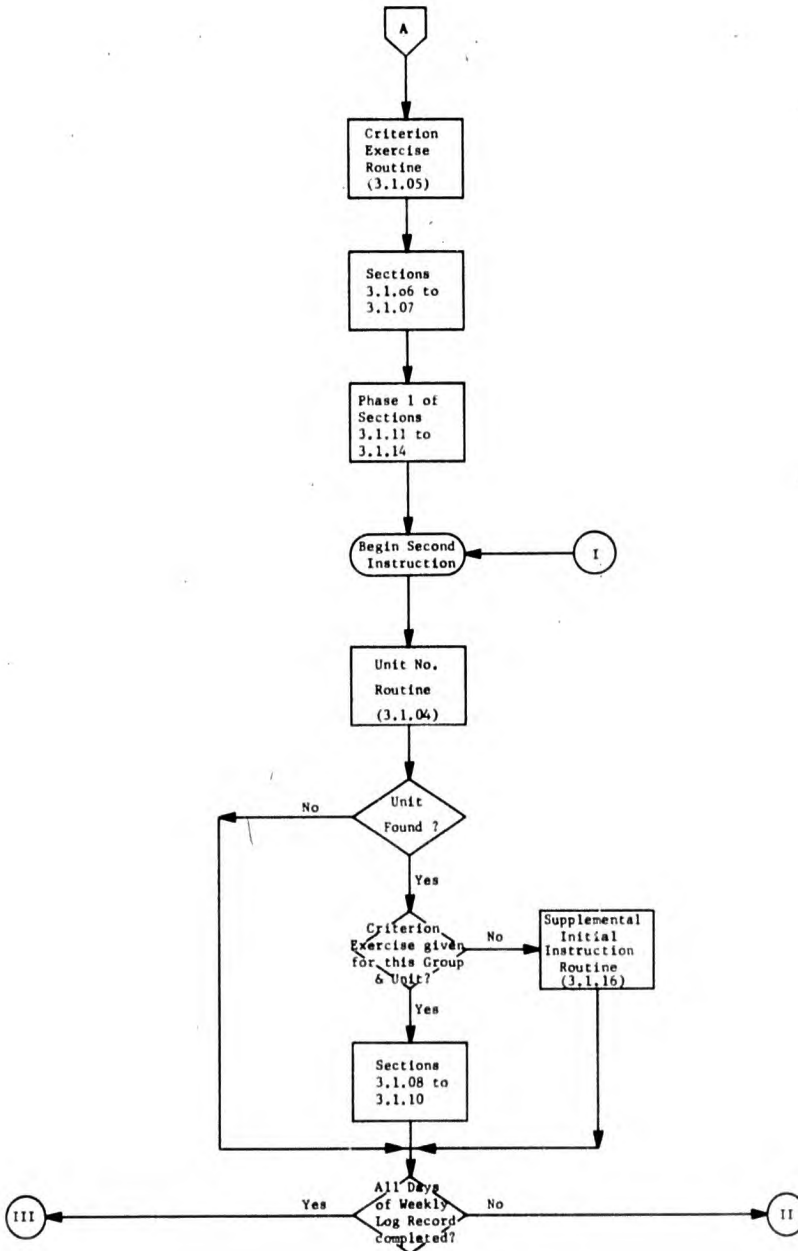 A
Criterion
Exercise
Routine
(3.1.05)
Sections
3.1.o6 to
3.1.07
Phase 1 of
Sections
3.1.11 to
3.1.14
Begin Second
Instruction
I
Unit No.
Routine
(3.1.04)
Unit
Found ?
No
Yes
Criterion
Exercise given
for this Group
& Unit?
No
Supplemental
Initial
Instruction
Routine
(3.1.16)
Yes
Sections
3.1.08 to
3.1.10
All Days
of Weekly
Log Record
completed?
Yes
No
III
II